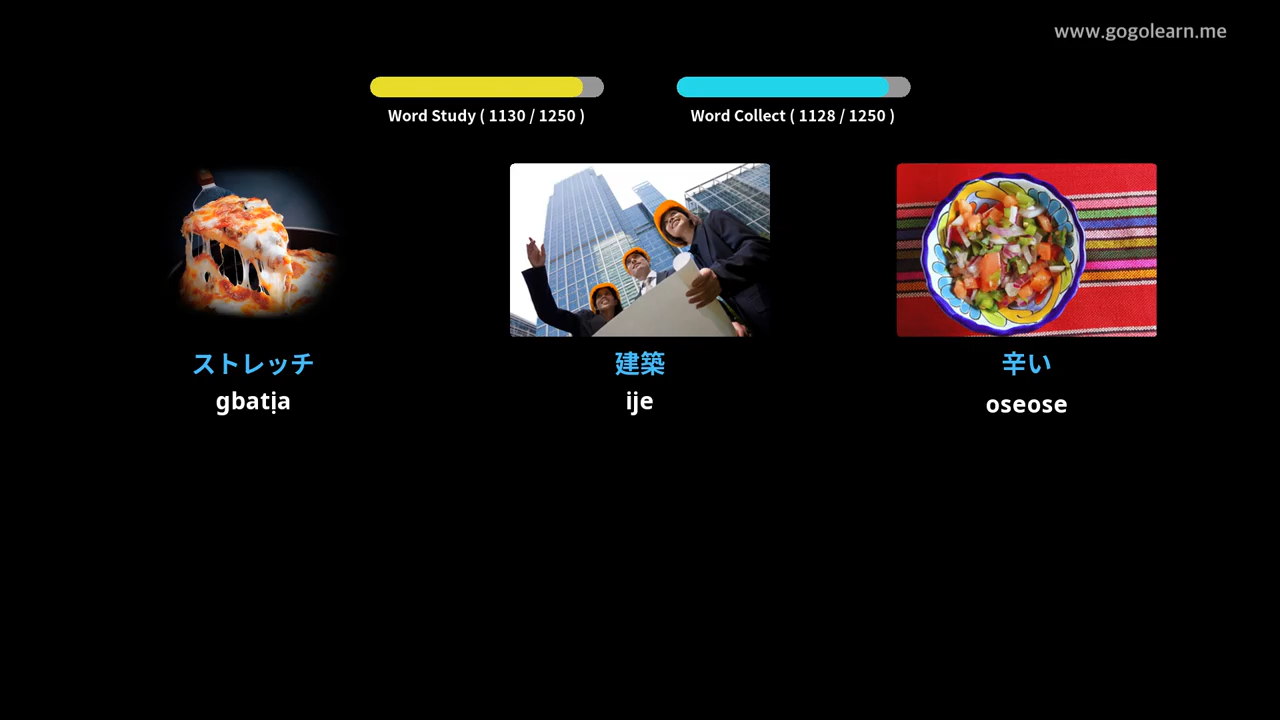 www.gogolearn.me
Word Study ( 1130 / 1250 )
Word Collect ( 1128 / 1250 )
ストレッチ
gbatịa
建築
ije
辛い
oseose